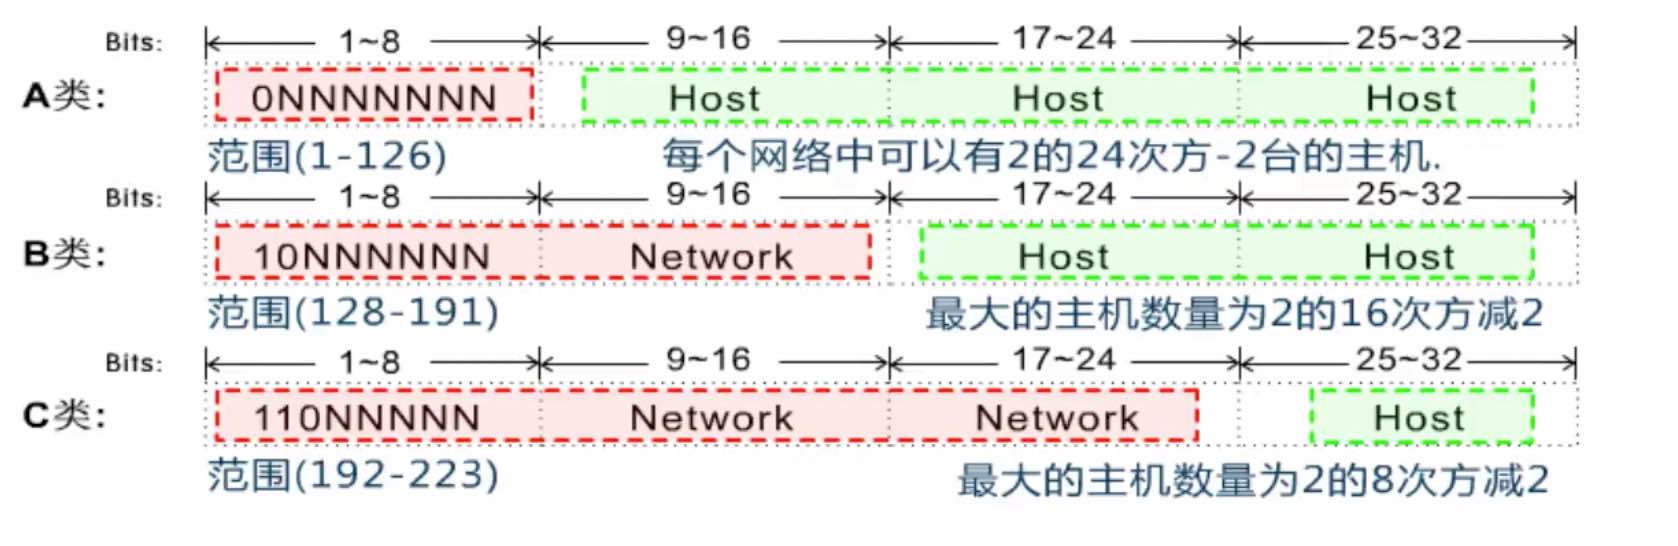 Bits: 1~8 9~16 17~24 25~32
A类: 0NNNNNNN Host Host Host
范围(1-126) 每个网络中可以有2的24次方-2台的主机.
Bits: 1~8 9~16 17~24 25~32
B类: 10NNNNNN Network Host Host
范围(128-191) 最大的主机数量为2的16次方减2
Bits: 1~8 9~16 17~24 25~32
C类: 110NNNNN Network Network Host
范围(192-223) 最大的主机数量为2的8次方减2